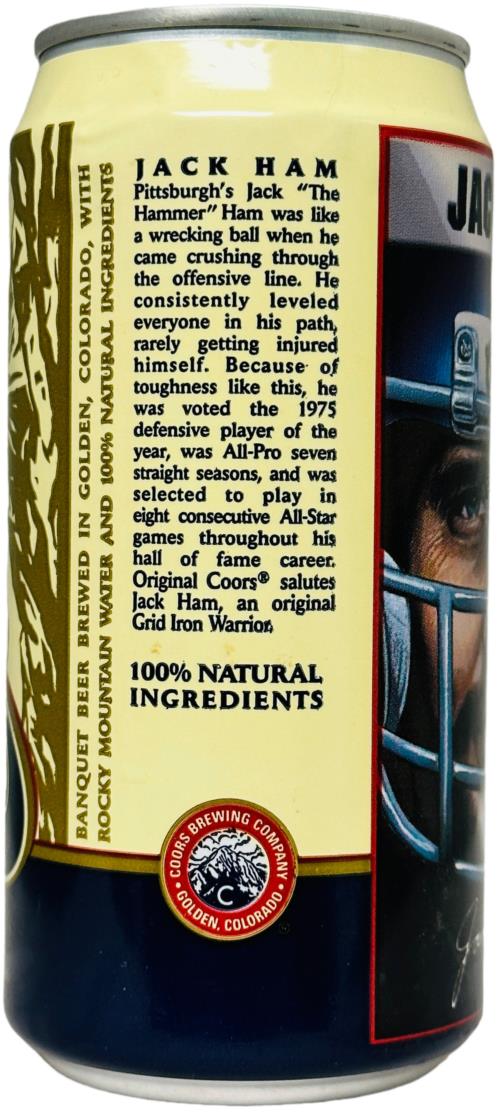 BANQUET BEER BREWED IN GOLDEN, COLORADO, WITH
ROCKY MOUNTAIN WATER AND 100% NATURAL INGREDIENTS
JACK HAM
Pittsburgh's Jack “The
Hammer” Ham was like
a wrecking ball when he
came crushing through
the offensive line. He
consistently leveled
everyone in his path,
rarely getting injured
himself. Because of
toughness like this, he
was voted the 1975
defensive player of the
year, was All-Pro seven
straight seasons, and was
selected to play in
eight consecutive All-Star
games throughout his
hall of fame career.
Original Coors® salutes
Jack Ham, an original
Grid Iron Warrior.
100% NATURAL
INGREDIENTS
COORS BREWING COMPANY
C
GOLDEN, COLORADO